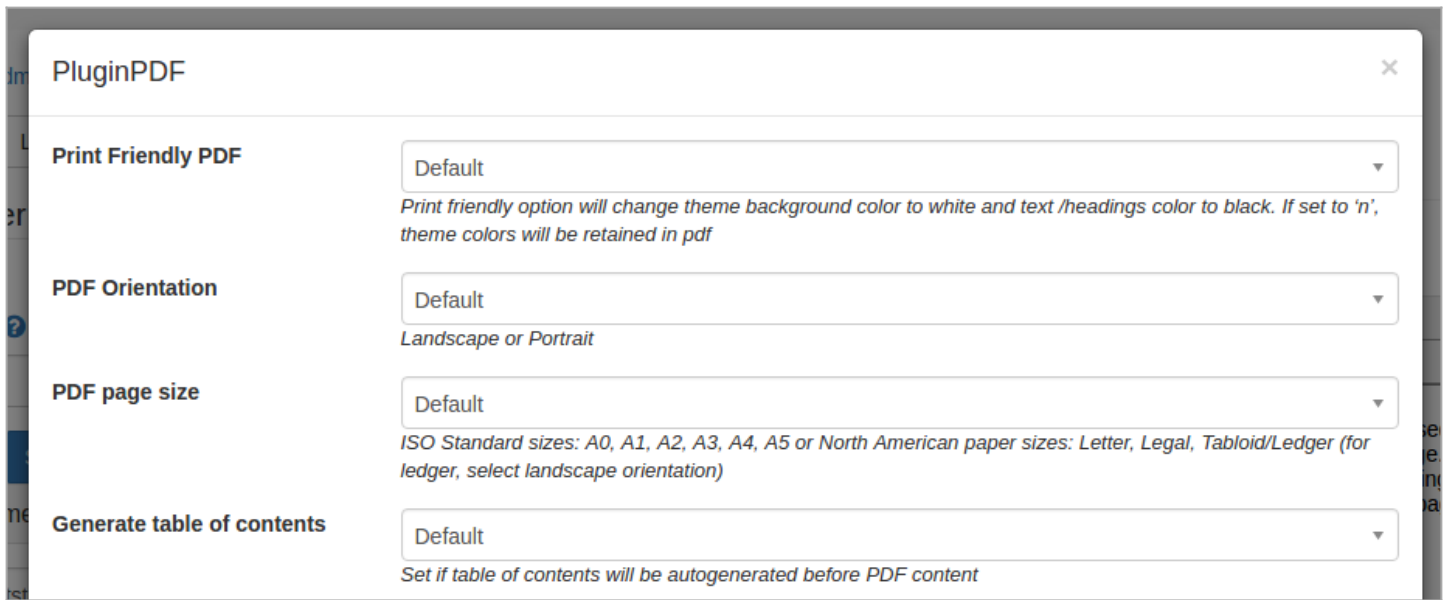 PluginPDF ×
Print Friendly PDF
Default
Print friendly option will change theme background color to white and text /headings color to black. If set to ‘n’,
theme colors will be retained in pdf
PDF Orientation
Default
Landscape or Portrait
PDF page size
Default
ISO Standard sizes: A0, A1, A2, A3, A4, A5 or North American paper sizes: Letter, Legal, Tabloid/Ledger (for
ledger, select landscape orientation)
Generate table of contents
Default
Set if table of contents will be autogenerated before PDF content